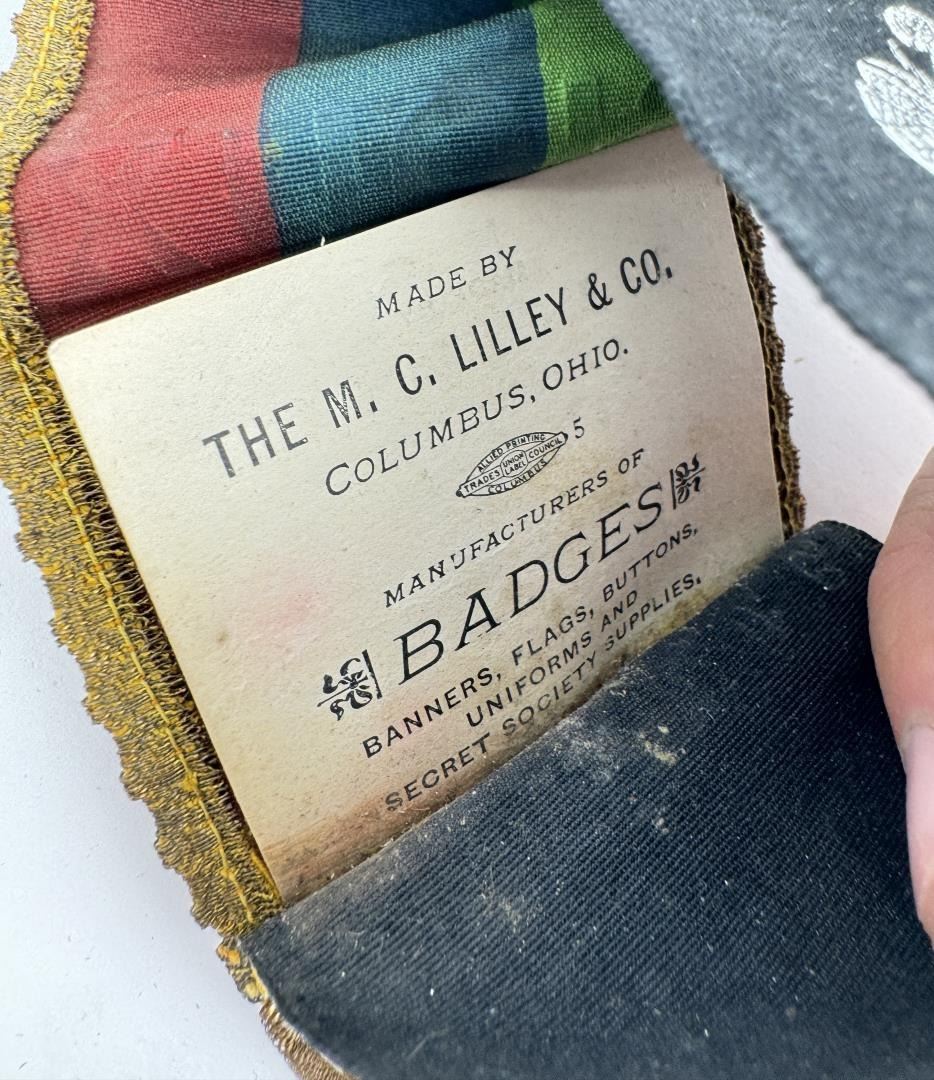 MADE BY
THE M. C. LILLEY & CO.
COLUMBUS, OHIO.
ALLIED PRINTING
TRADES UNION LABEL COUNCIL
COLUMBUS
5
MANUFACTURERS OF
BADGES
BANNERS, FLAGS, BUTTONS,
UNIFORMS AND
SECRET SOCIETY SUPPLIES.